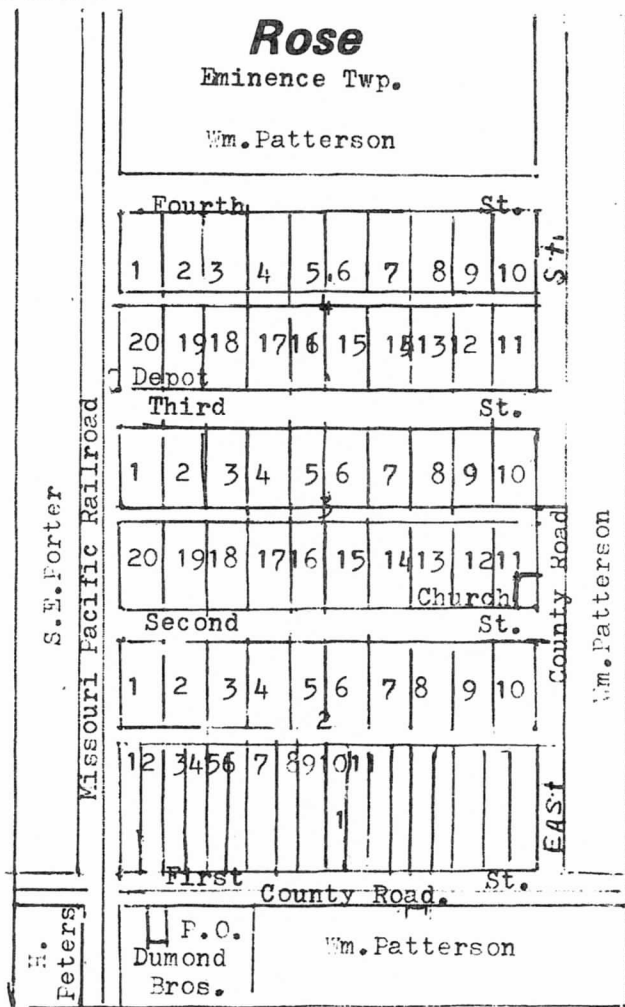 Rose
Eminence Twp.
Wm.Patterson
Fourth St.
St.
1 2 3 4 5 6 7 8 9 10
4
20 19 18 17 16 15 14 13 12 11
Depot
Third St.
1 2 3 4 5 6 7 8 9 10
3
20 19 18 17 16 15 14 13 12 11
Church
Second St.
1 2 3 4 5 6 7 8 9 10
2
1 2 3 4 5 6 7 8 9 10 11
1
First St.
County Road.
S.E.Porter
Missouri Pacific Railroad
County Road
Wm.Patterson
EASt
H.
Peters
P.O.
Dumond
Bros.
Wm.Patterson